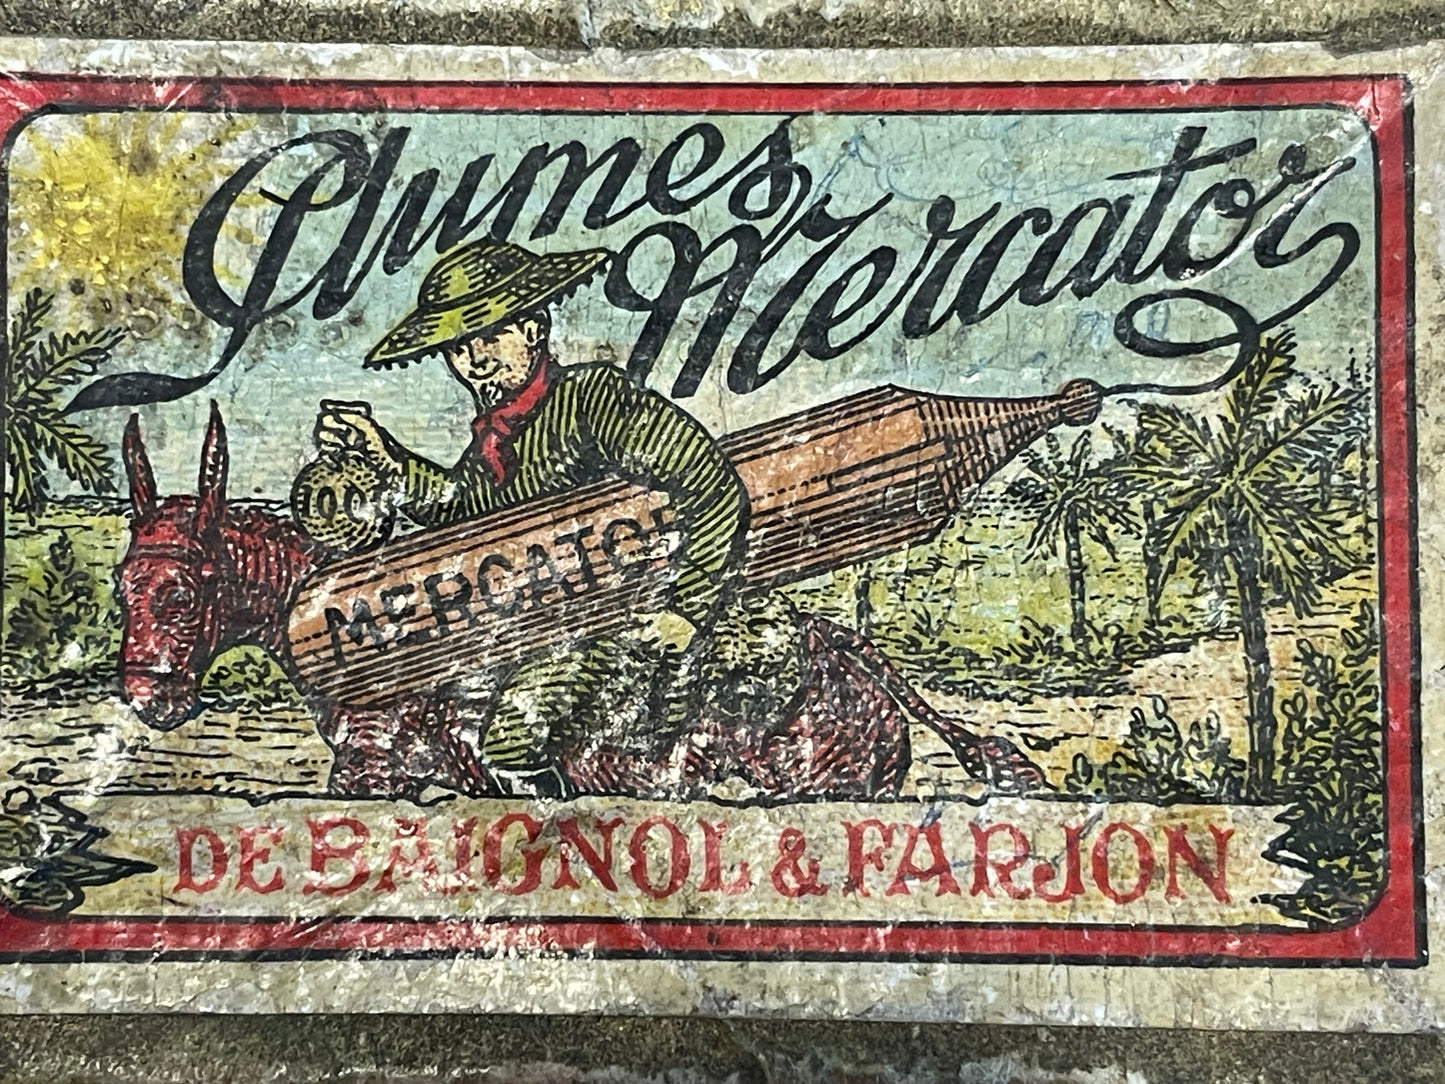 Plumes
Mercator
MERCATOR
DE BAIGNOL & FARJON